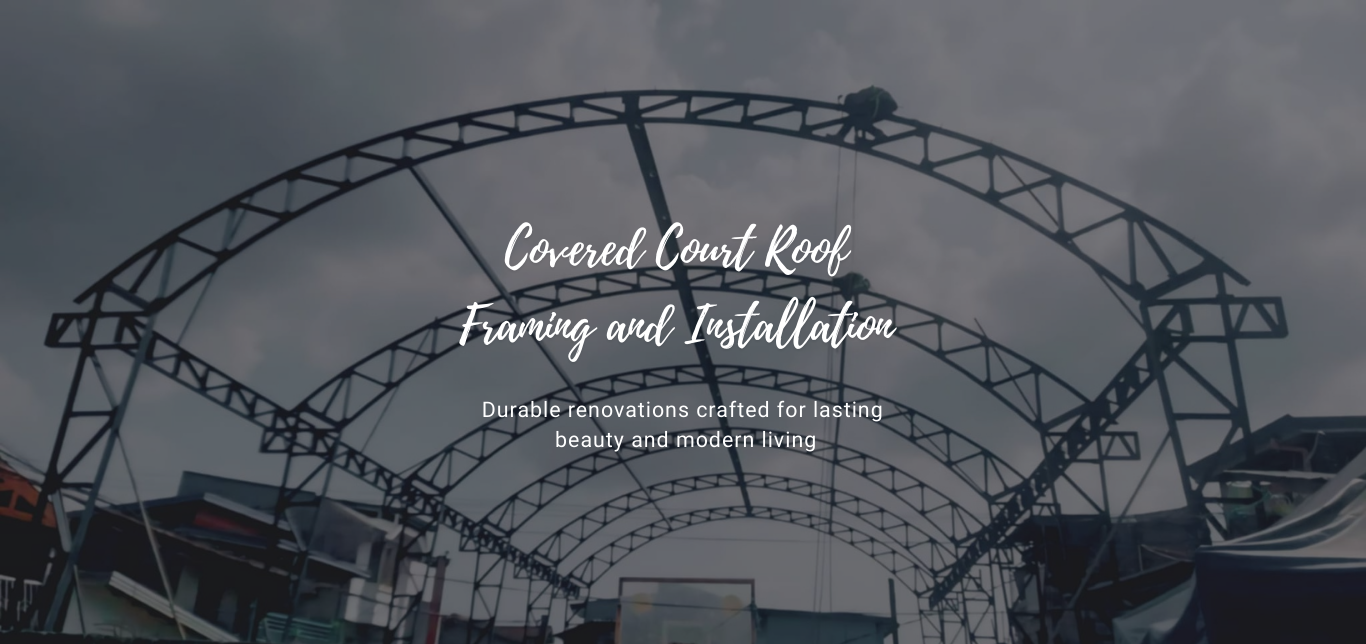 Covered Court Roof
Framing and Installation
Durable renovations crafted for lasting
beauty and modern living